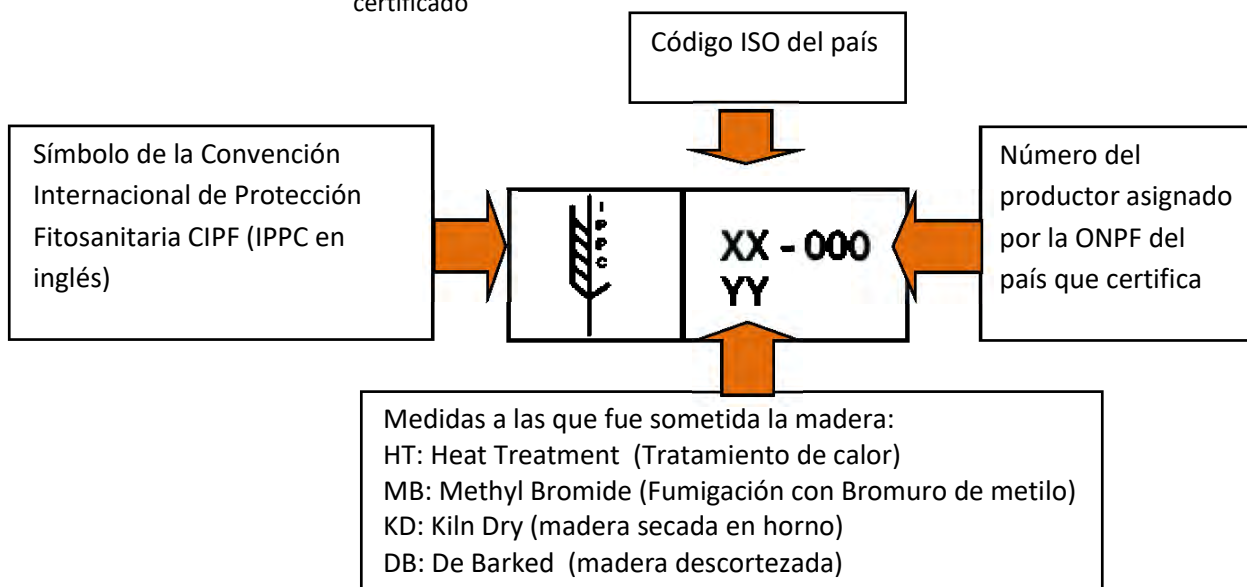 certificado
Código ISO del país
Símbolo de la Convención
Internacional de Protección
Fitosanitaria CIPF (IPPC en
inglés)
IPPC
XX - 000
YY
Número del
productor asignado
por la ONPF del
país que certifica
Medidas a las que fue sometida la madera:
HT: Heat Treatment (Tratamiento de calor)
MB: Methyl Bromide (Fumigación con Bromuro de metilo)
KD: Kiln Dry (madera secada en horno)
DB: De Barked (madera descortezada)